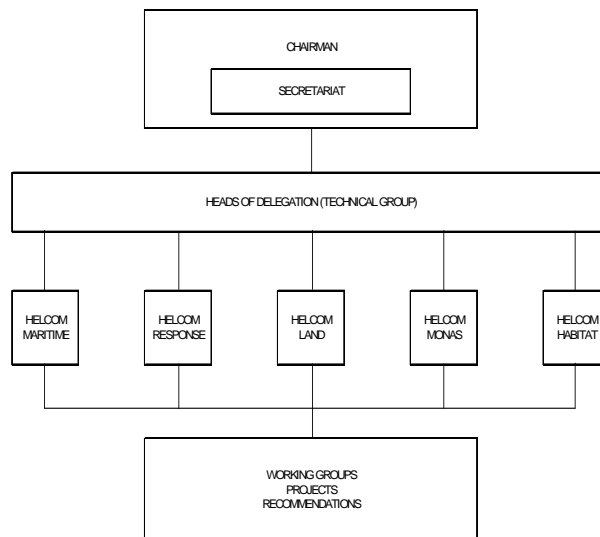 CHAIRMAN
SECRETARIAT
HEADS OF DELEGATION (TECHNICAL GROUP)
HELCOM
MARITIME
HELCOM
RESPONSE
HELCOM
LAND
HELCOM
MONAS
HELCOM
HABITAT
WORKING GROUPS
PROJECTS
RECOMMENDATIONS